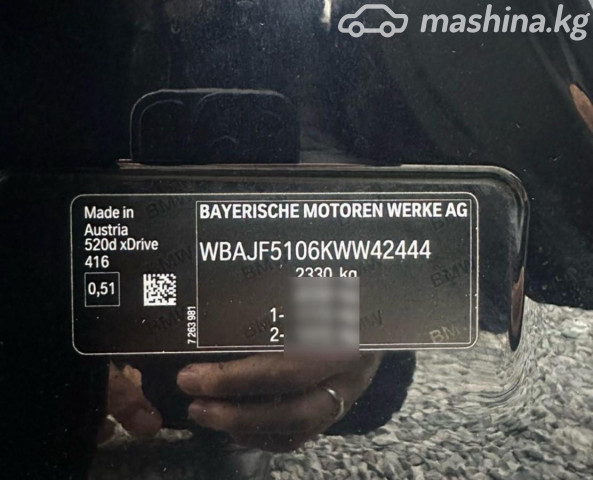 mashina.kg
Made in
Austria
520d xDrive
416
0,51
7 263 981
BAYERISCHE MOTOREN WERKE AG
WBAJF5106KWW42444
2330 kg
1-
2-